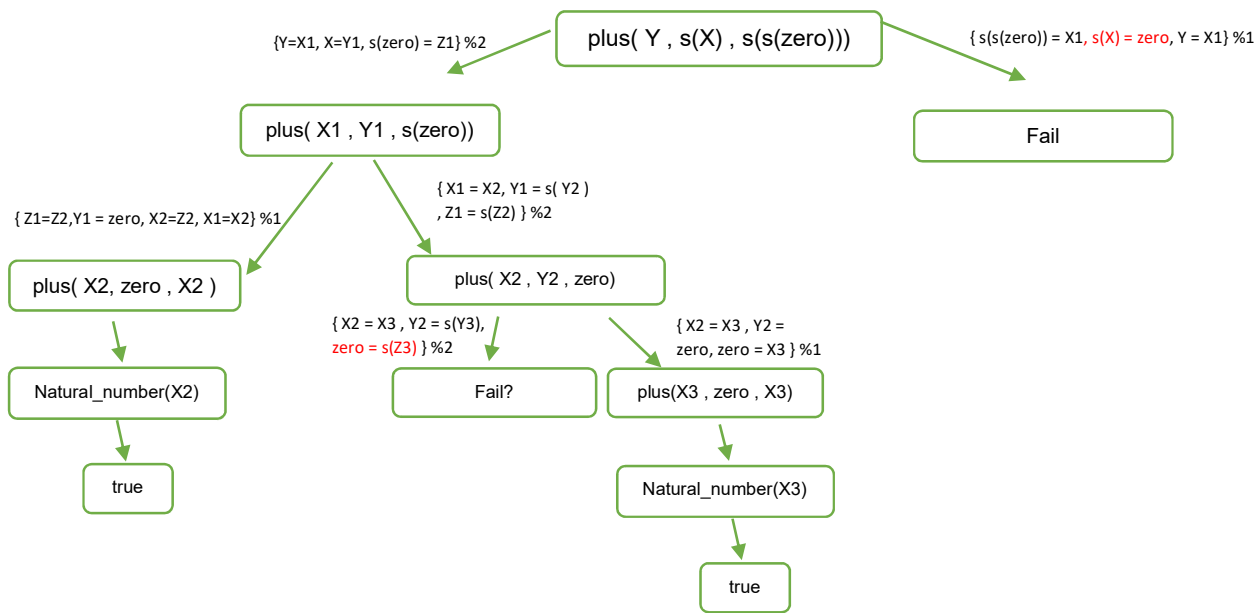 plus( Y , s(X) , s(s(zero)))
{Y=X1, X=Y1, s(zero) = Z1} %2
{ s(s(zero)) = X1, s(X) = zero, Y = X1} %1
plus( X1 , Y1 , s(zero))
Fail
{ Z1=Z2,Y1 = zero, X2=Z2, X1=X2} %1
{ X1 = X2, Y1 = s( Y2 )
, Z1 = s(Z2) } %2
plus( X2, zero , X2 )
plus( X2 , Y2 , zero)
{ X2 = X3 , Y2 = s(Y3),
zero = s(Z3) } %2
{ X2 = X3 , Y2 =
zero, zero = X3 } %1
Natural_number(X2)
Fail?
plus(X3 , zero , X3)
true
Natural_number(X3)
true